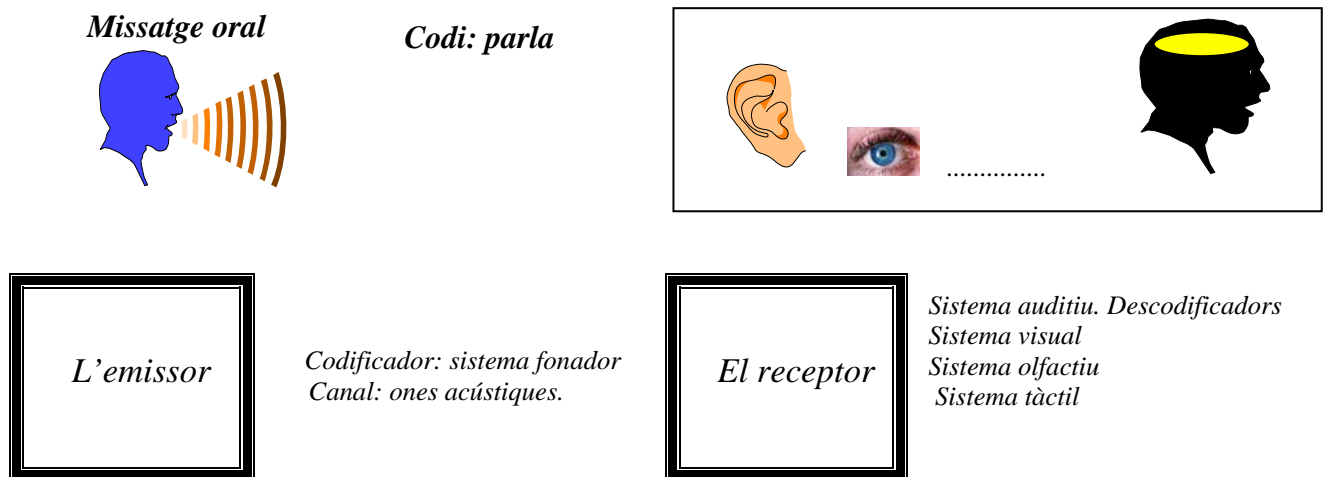 Missatge oral
Codi: parla
...............
L’emissor
Codificador: sistema fonador
Canal: ones acústiques.
El receptor
Sistema auditiu. Descodificadors
Sistema visual
Sistema olfactiu
Sistema tàctil